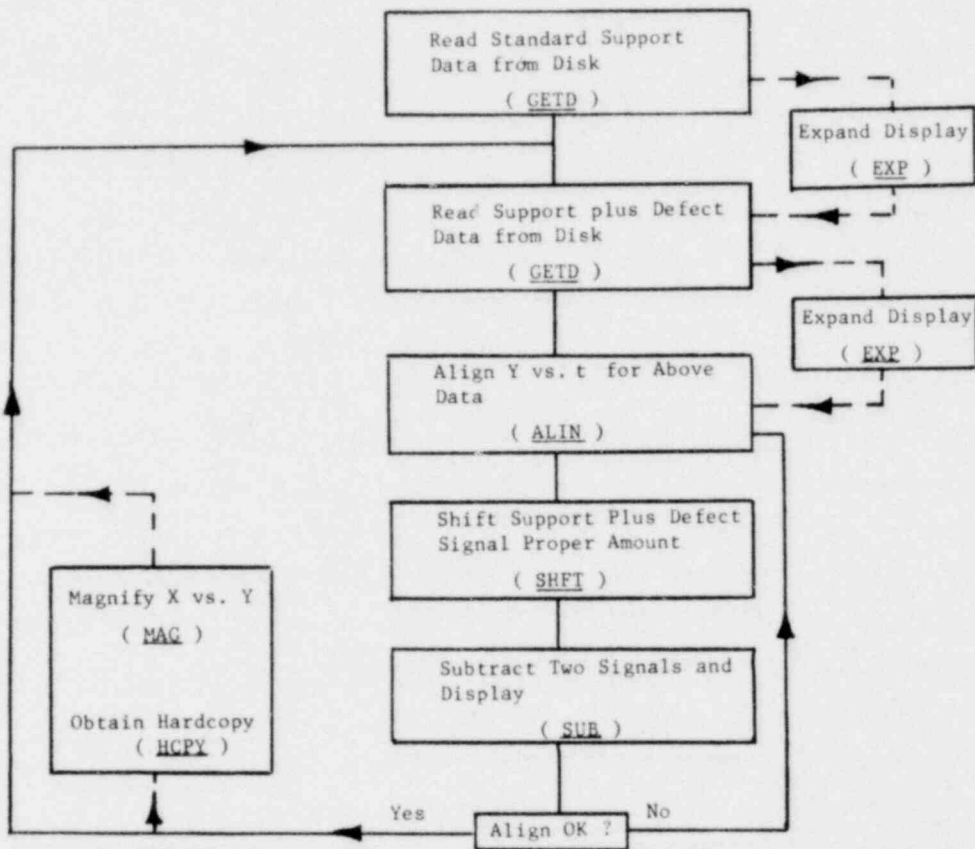 Read Standard Support
Data from Disk
( GETD )
Expand Display
( EXP )
Read Support plus Defect
Data from Disk
( GETD )
Expand Display
( EXP )
Align Y vs. t for Above
Data
( ALIN )
Shift Support Plus Defect
Signal Proper Amount
( SHFT )
Magnify X vs. Y
( MAG )
Obtain Hardcopy
( HCPY )
Subtract Two Signals and
Display
( SUB )
Yes
Align OK ?
No